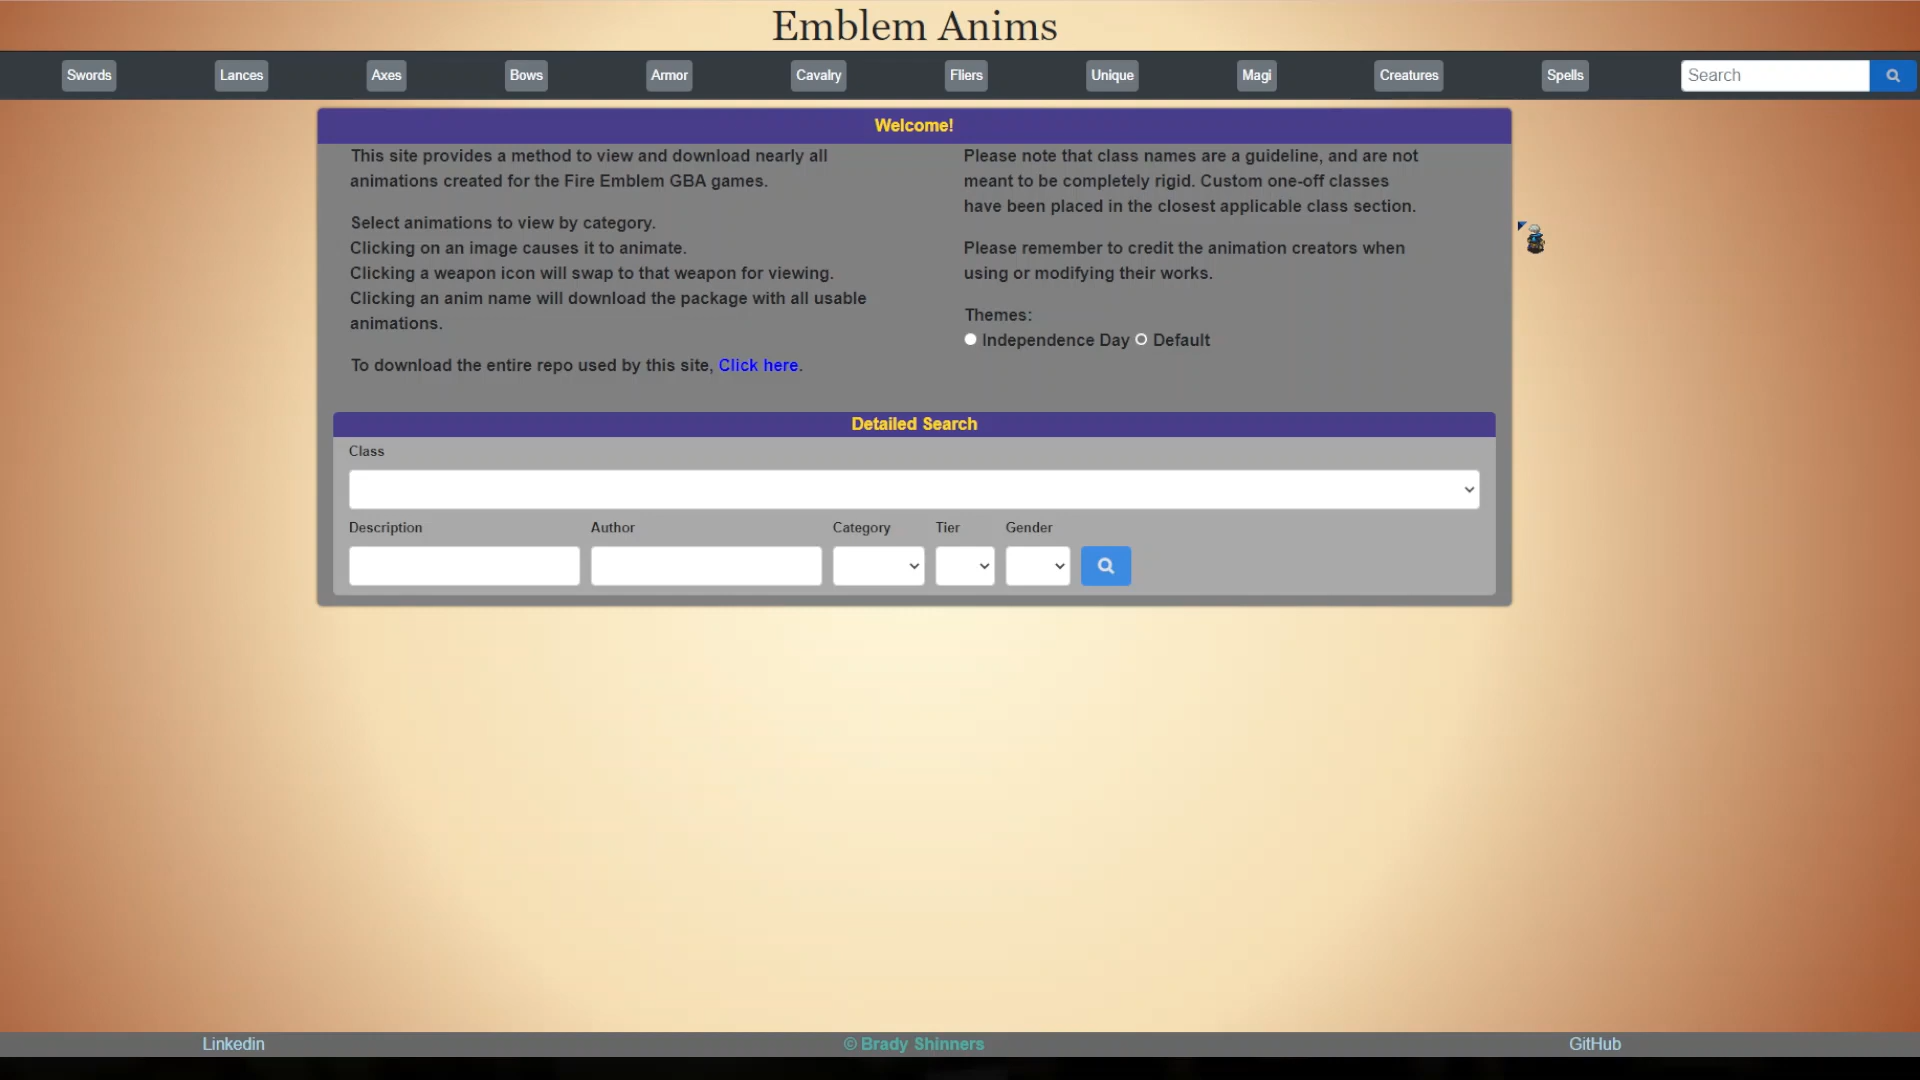 Emblem Anims
Swords
Lances
Axes
Bows
Armor
Cavalry
Fliers
Unique
Magi
Creatures
Spells
Search
Welcome!
This site provides a method to view and download nearly all
animations created for the Fire Emblem GBA games.
Select animations to view by category.
Clicking on an image causes it to animate.
Clicking a weapon icon will swap to that weapon for viewing.
Clicking an anim name will download the package with all usable
animations.
To download the entire repo used by this site, Click here.
Please note that class names are a guideline, and are not
meant to be completely rigid. Custom one-off classes
have been placed in the closest applicable class section.
Please remember to credit the animation creators when
using or modifying their works.
Themes:
Independence Day Default
Detailed Search
Class
Description
Author
Category
Tier
Gender
Linkedin
© Brady Shinners
GitHub